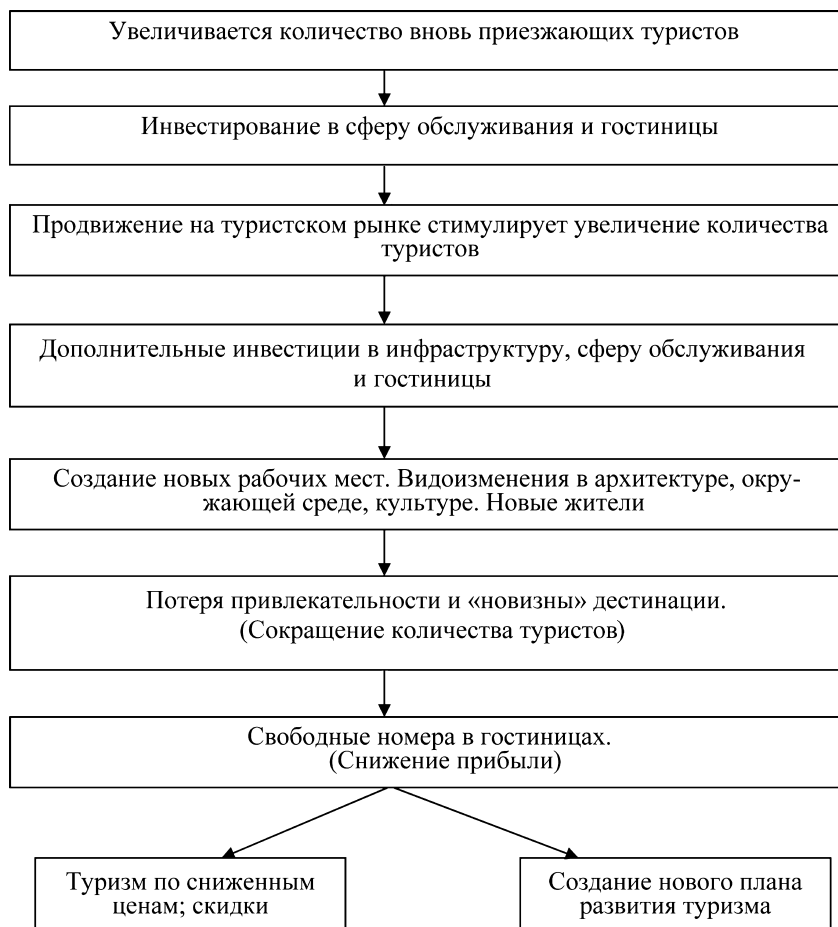 Увеличивается количество вновь приезжающих туристов
Инвестирование в сферу обслуживания и гостиницы
Продвижение на туристском рынке стимулирует увеличение количества
туристов
Дополнительные инвестиции в инфраструктуру, сферу обслуживания
и гостиницы
Создание новых рабочих мест. Видоизменения в архитектуре, окру-
жающей среде, культуре. Новые жители
Потеря привлекательности и «новизны» дестинации.
(Сокращение количества туристов)
Свободные номера в гостиницах.
(Снижение прибыли)
Туризм по сниженным
ценам; скидки
Создание нового плана
развития туризма